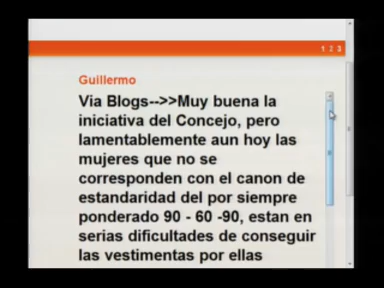 1 2 3
Guillermo
Via Blogs-->>Muy buena la
iniciativa del Concejo, pero
lamentablemente aun hoy las
mujeres que no se
corresponden con el canon de
estandaridad del por siempre
ponderado 90 - 60 -90, estan en
serias dificultades de conseguir
las vestimentas por ellas